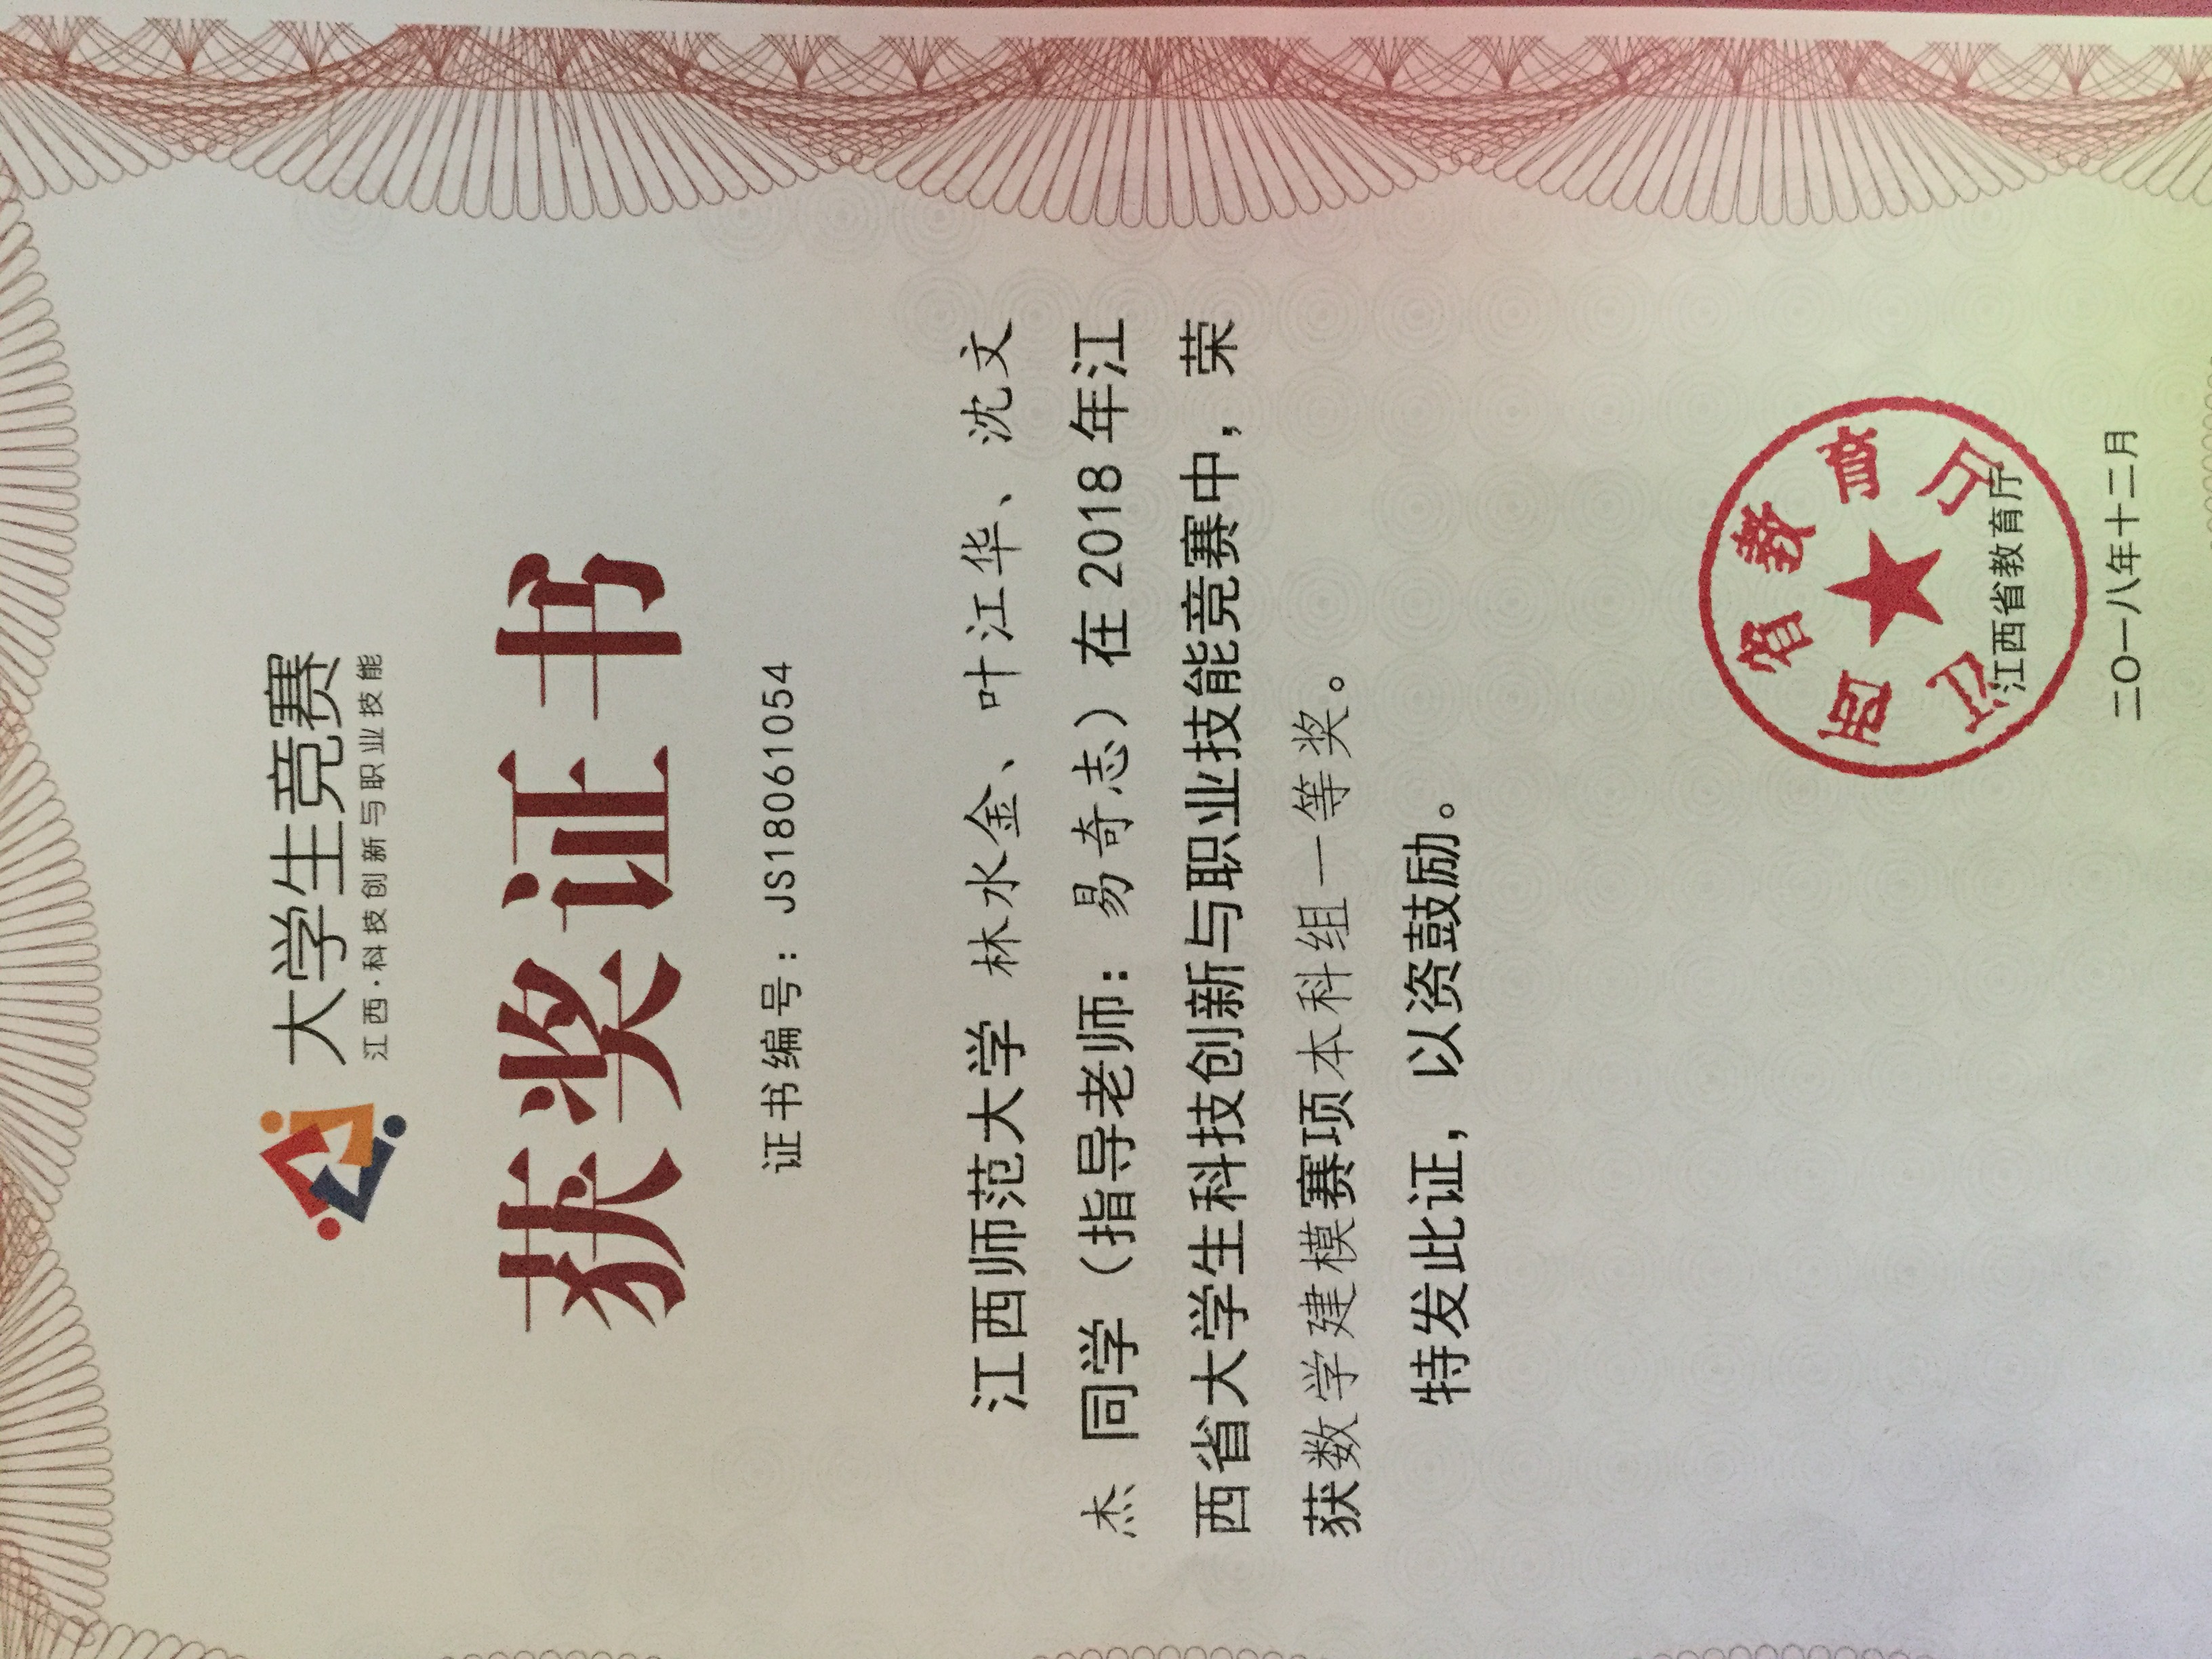 大学生竞赛
江西·科技创新与职业技能
获奖证书
证书编号：JS18061054
江西师范大学 林水金、叶江华、沈文
杰 同学（指导老师：易奇志）在 2018 年江
西省大学生科技创新与职业技能竞赛中，荣
获数学建模赛项本科组一等奖。
特发此证，以资鼓励。
江西省教育厅
江西省教育厅
二〇一八年十二月